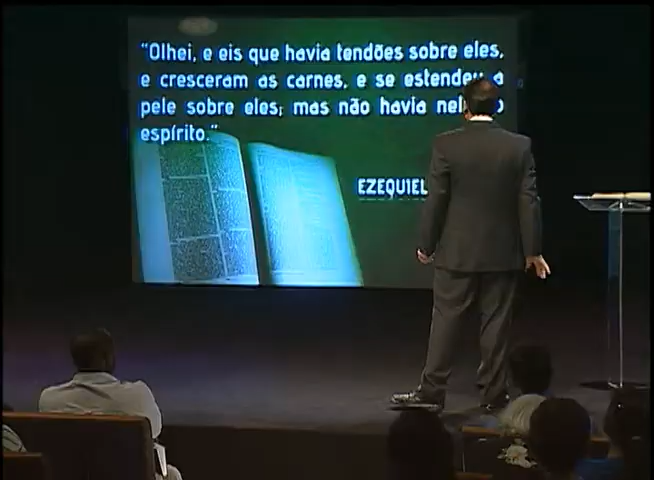 “Olhei, e eis que havia tendões sobre eles,
e cresceram as carnes, e se estendeu a
pele sobre eles; mas não havia
espírito.”
EZEQUIEL